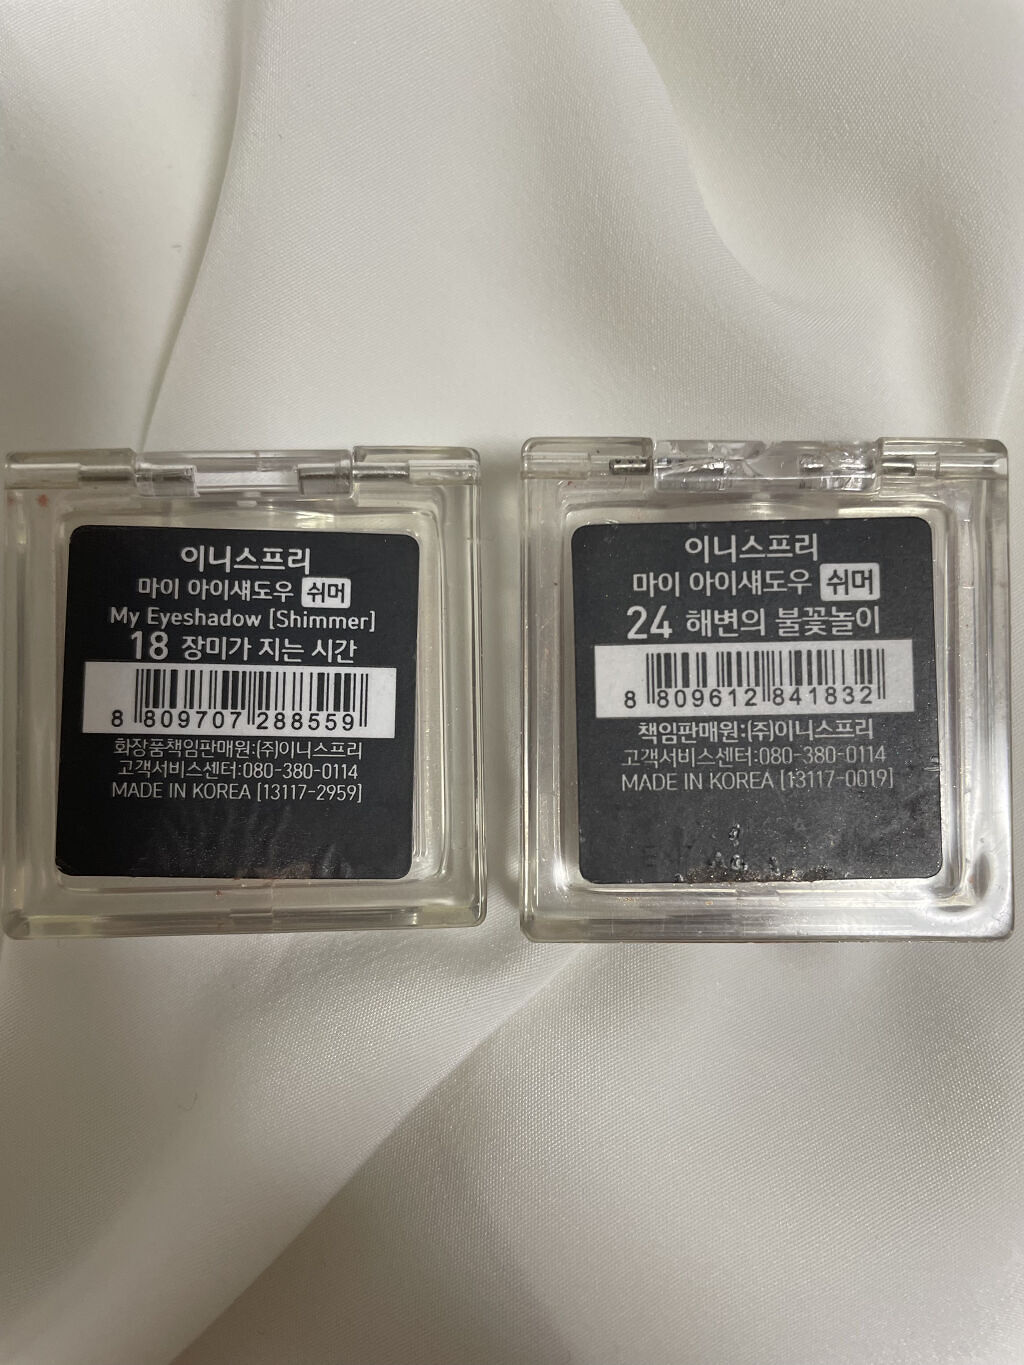 이니스프리
마이 아이섀도우 쉬머
My Eyeshadow [Shimmer]
18 장미가 지는 시간
8 809707 288559
화장품책임판매원:(주)이니스프리
고객서비스센터:080-380-0114
MADE IN KOREA [13117-2959]
이니스프리
마이 아이섀도우 쉬머
24 해변의 불꽃놀이
8 809612 841832
책임판매원:(주)이니스프리
고객서비스센터:080-380-0114
MADE IN KOREA [13117-0019]